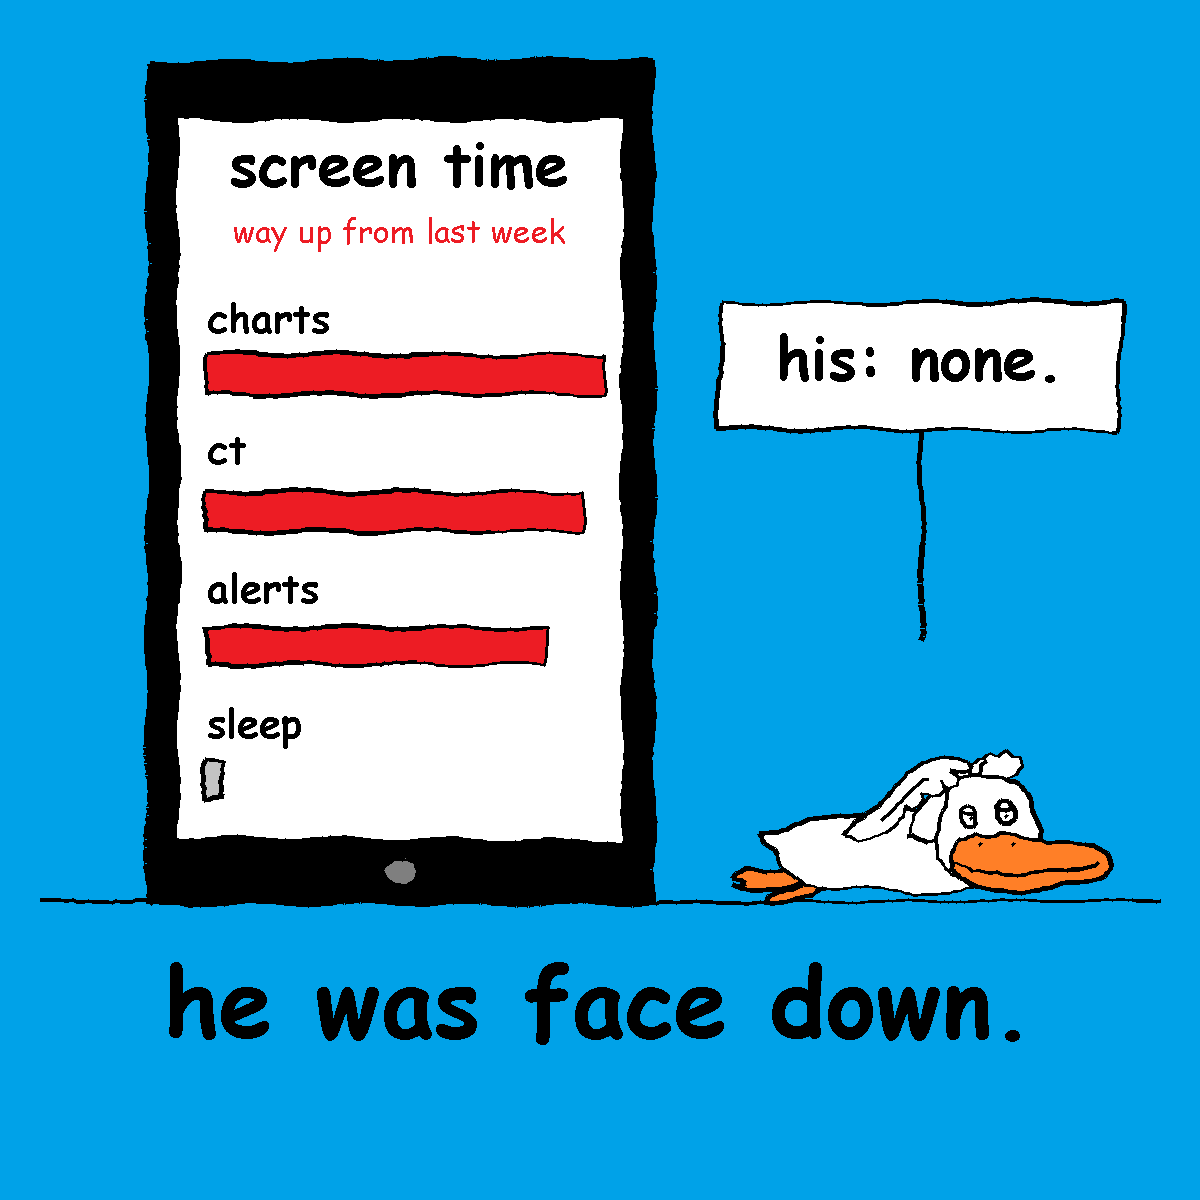 screen time
way up from last week
charts
ct
alerts
sleep
his: none.
he was face down.